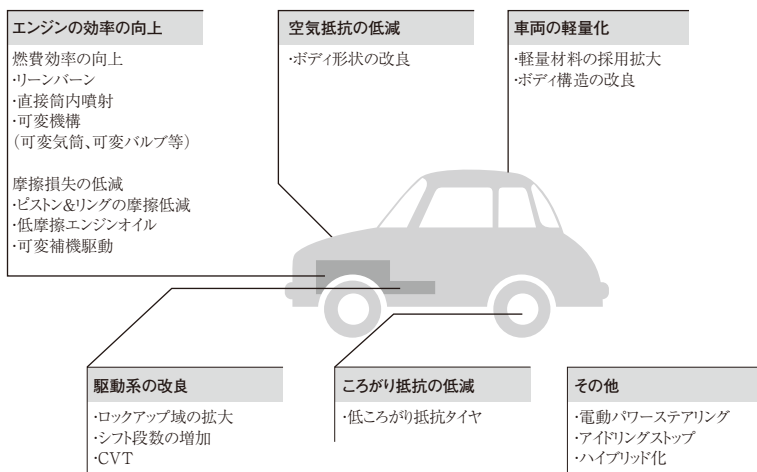 エンジンの効率の向上
燃費効率の向上
・リーンバーン
・直接筒内噴射
・可変機構
(可変気筒、可変バルブ等)
摩擦損失の低減
・ピストン&リングの摩擦低減
・低摩擦エンジンオイル
・可変補機駆動
空気抵抗の低減
・ボディ形状の改良
車両の軽量化
・軽量材料の採用拡大
・ボディ構造の改良
駆動系の改良
・ロックアップ域の拡大
・シフト段数の増加
・CVT
ころがり抵抗の低減
・低ころがり抵抗タイヤ
その他
・電動パワーステアリング
・アイドリングストップ
・ハイブリッド化